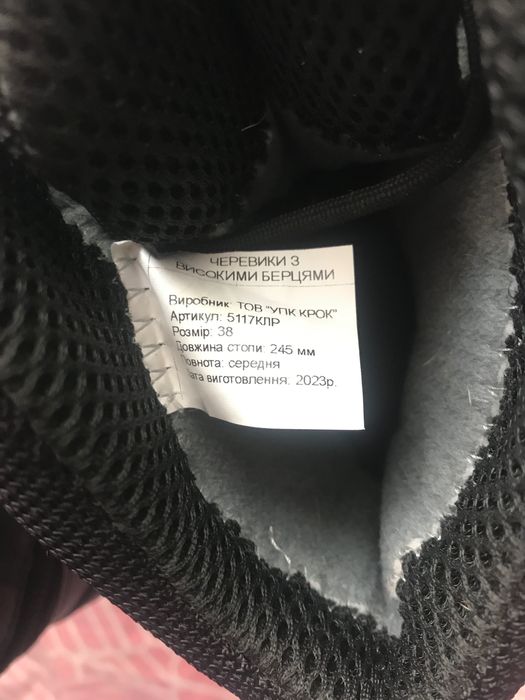 ЧЕРЕВИКИ З
ВИСОКИМИ БЕРЦЯМИ
Виробник: ТОВ "УПК КРОК"
Артикул: 5117КЛР
Розмір: 38
Довжина стопи: 245 мм
Повнота: середня
Дата виготовлення: 2023р.